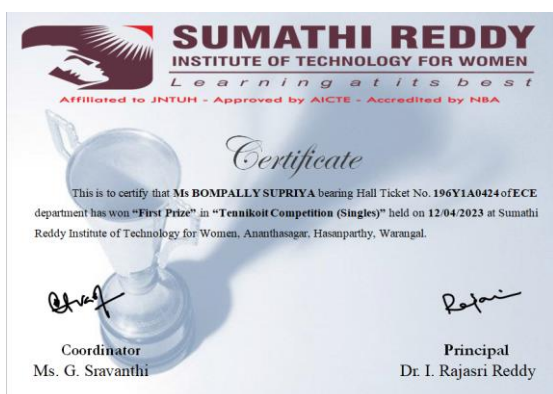 SUMATHI REDDY
INSTITUTE OF TECHNOLOGY FOR WOMEN
Learning at its best
Affiliated to JNTUH - Approved by AICTE - Accredited by NBA
Certificate
This is to certify that Ms BOMPALLY SUPRIYA bearing Hall Ticket No. 196Y1A0424 of ECE
department has won “First Prize” in “Tennikoit Competition (Singles)” held on 12/04/2023 at Sumathi
Reddy Institute of Technology for Women, Ananthasagar, Hasanparthy, Warangal.
Coordinator
Ms. G. Sravanthi
Principal
Dr. I. Rajasri Reddy